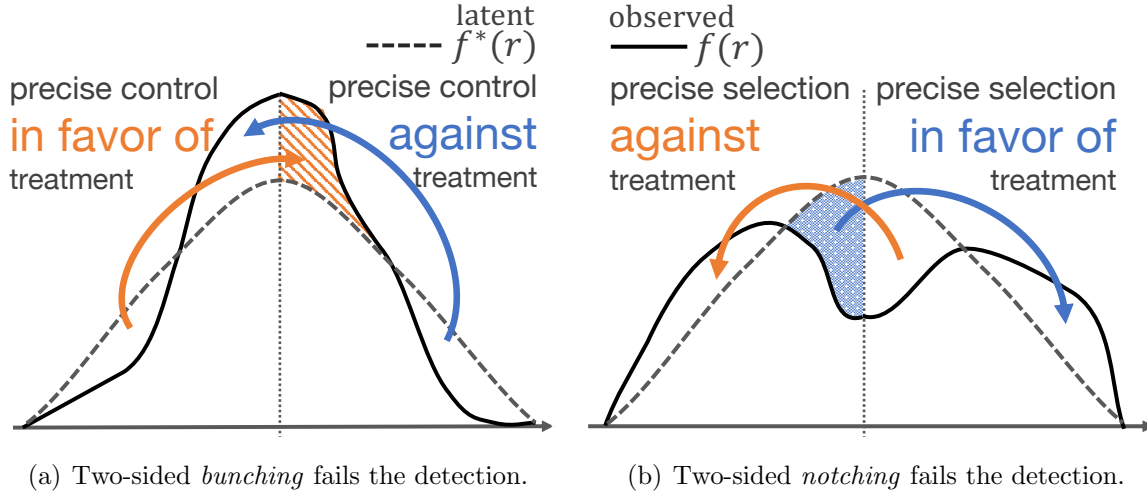 latent
f*(r)
observed
f(r)
precise control
in favor of
treatment
precise control
against
treatment
precise selection
against
treatment
precise selection
in favor of
treatment
(a) Two-sided bunching fails the detection.
(b) Two-sided notching fails the detection.